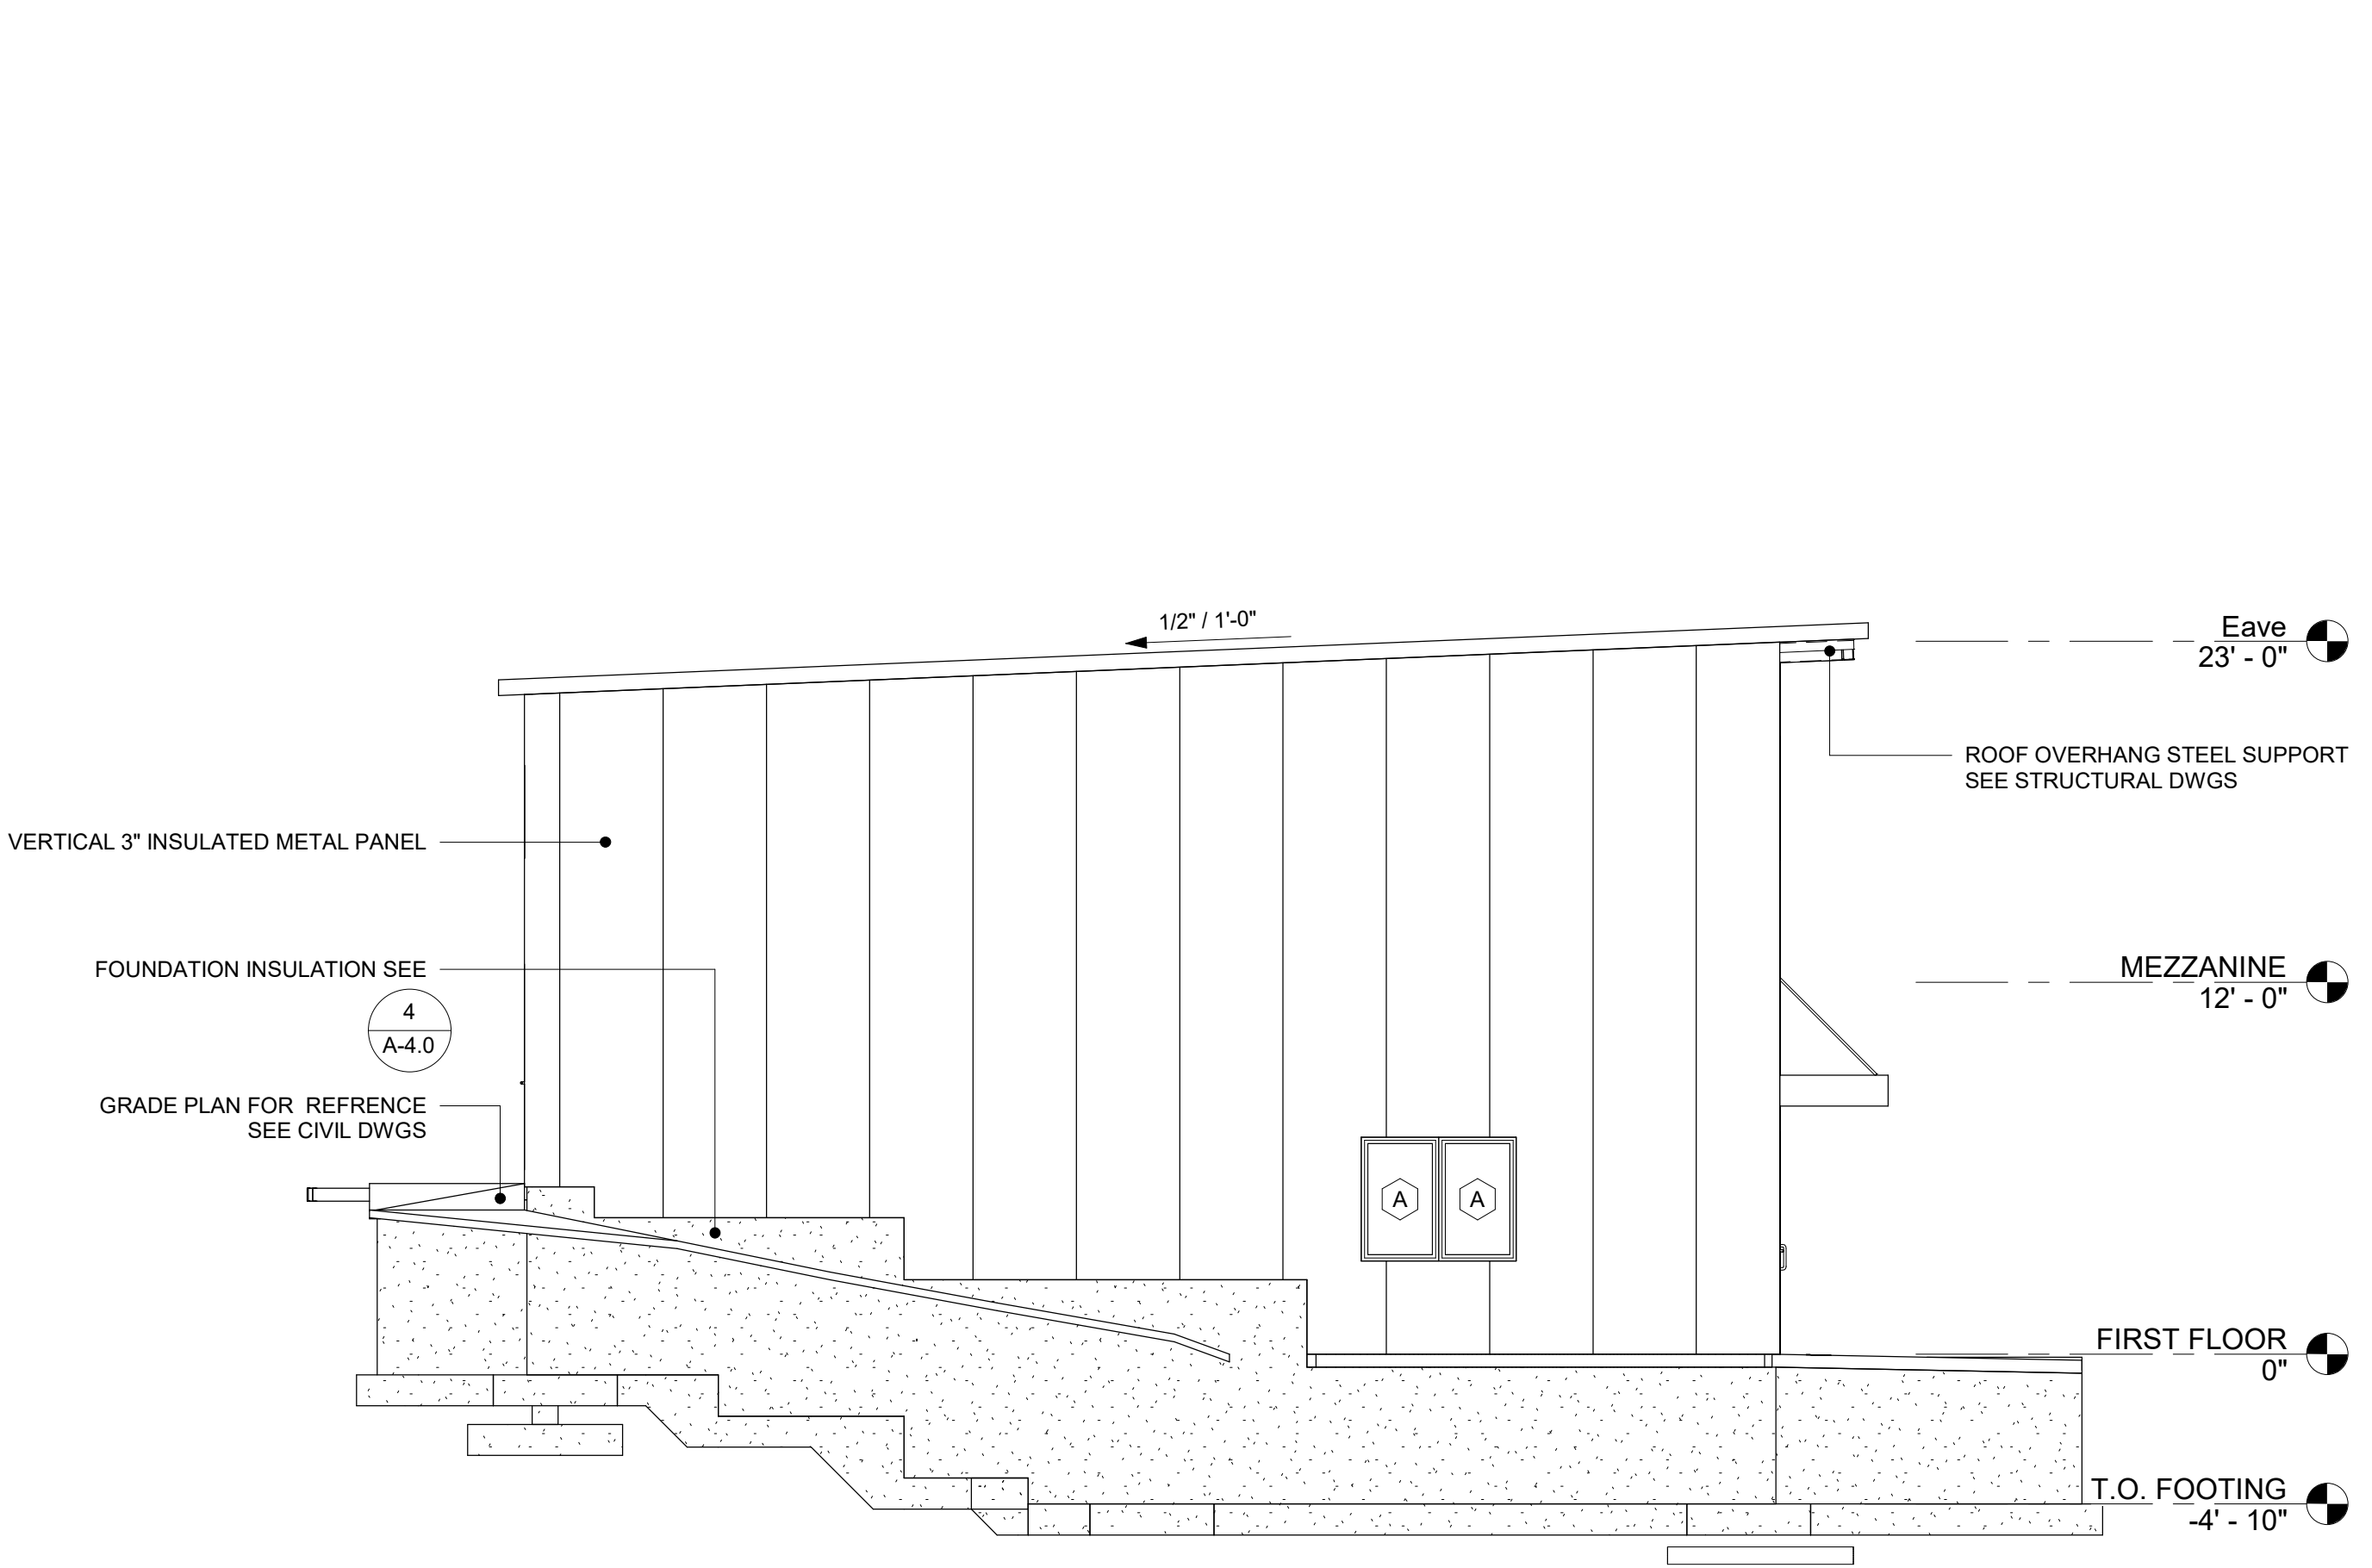 1/2" / 1'-0"
Eave
23' - 0"
ROOF OVERHANG STEEL SUPPORT
SEE STRUCTURAL DWGS
VERTICAL 3" INSULATED METAL PANEL
FOUNDATION INSULATION SEE
4
A-4.0
MEZZANINE
12' - 0"
GRADE PLAN FOR  REFRENCE
SEE CIVIL DWGS
A
A
FIRST FLOOR
0"
T.O. FOOTING
-4' - 10"